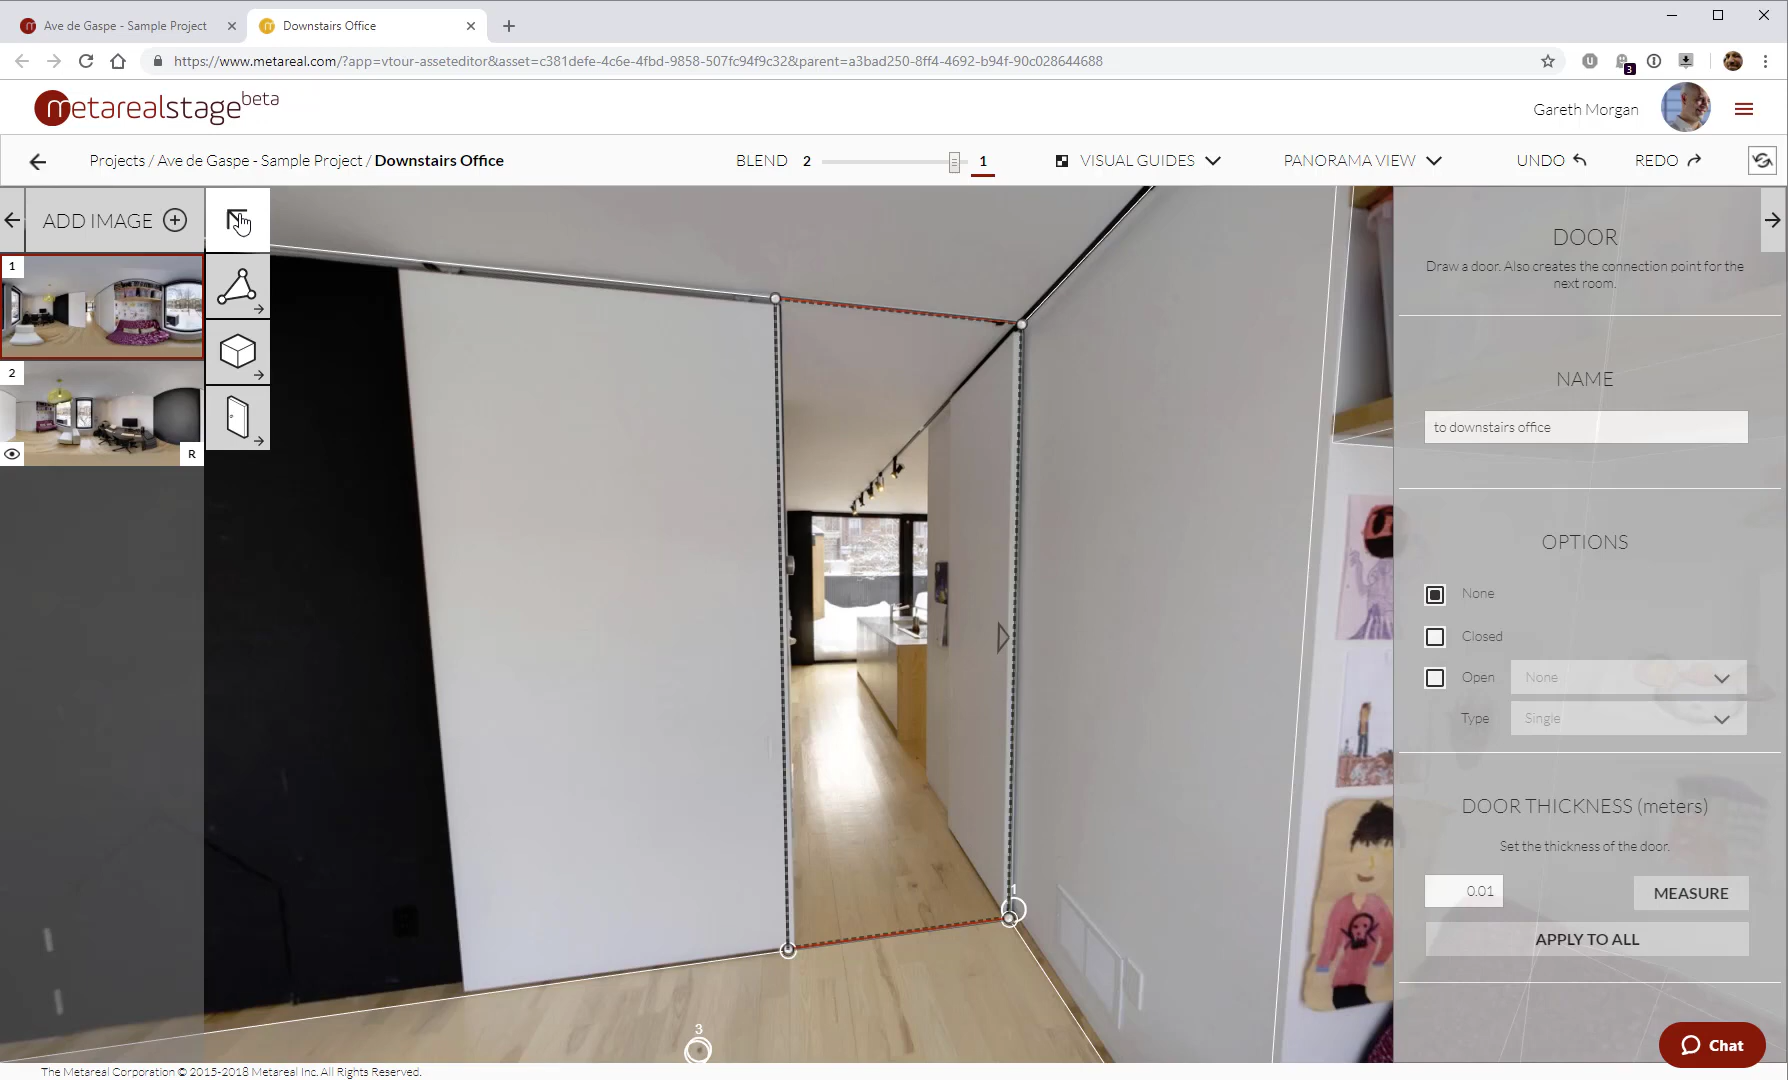 Ave de Gaspe - Sample Project
Downstairs Office
https://www.metareal.com/?app=vtour-asseteditor&asset=c381defe-4c6e-4fbd-9858-507fc94f9c32&parent=a3bad250-8ff4-4692-b94f-90c028644688
3
metarealstage beta
Gareth Morgan
Projects / Ave de Gaspe - Sample Project / Downstairs Office
BLEND 2 1
VISUAL GUIDES
PANORAMA VIEW
UNDO
REDO
ADD IMAGE
1
2
R
1
3
DOOR
Draw a door. Also creates the connection point for the
next room.
NAME
to downstairs office
OPTIONS
None
Closed
Open None
Type Single
DOOR THICKNESS (meters)
Set the thickness of the door.
0.01 MEASURE
APPLY TO ALL
Chat
The Metareal Corporation © 2015-2018 Metareal Inc. All Rights Reserved.